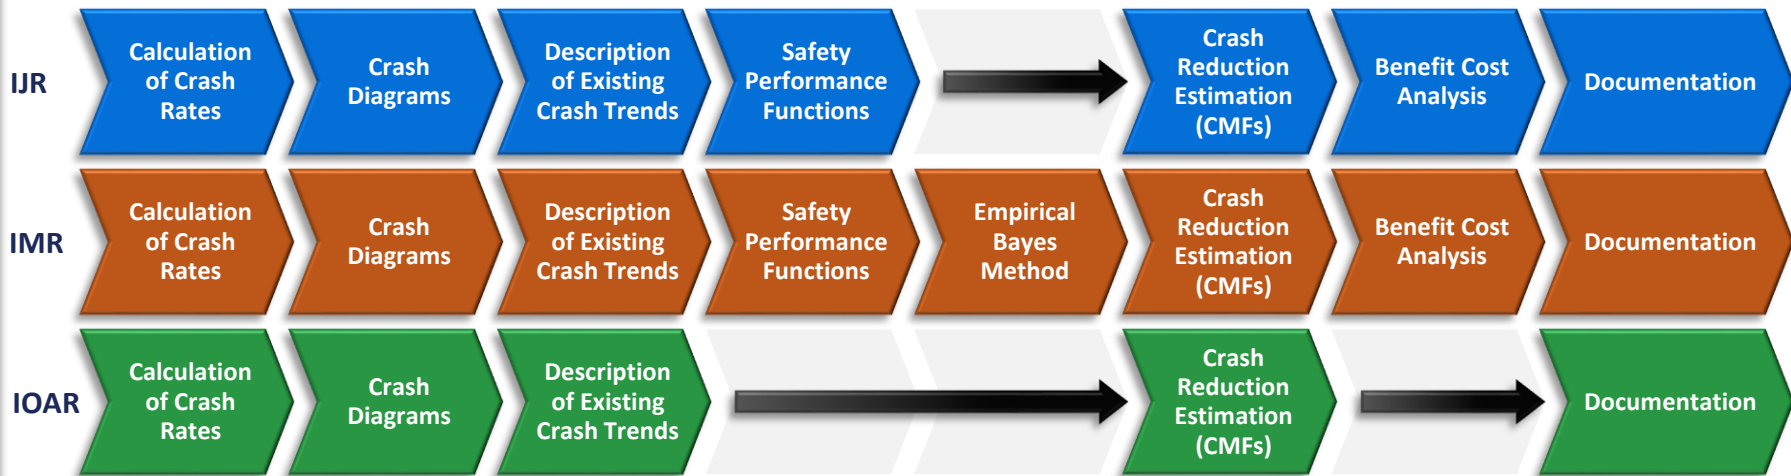 IJR
Calculation
of Crash
Rates
Crash
Diagrams
Description
of Existing
Crash Trends
Safety
Performance
Functions
Crash
Reduction
Estimation
(CMFs)
Benefit Cost
Analysis
Documentation
IMR
Calculation
of Crash
Rates
Crash
Diagrams
Description
of Existing
Crash Trends
Safety
Performance
Functions
Empirical
Bayes
Method
Crash
Reduction
Estimation
(CMFs)
Benefit Cost
Analysis
Documentation
IOAR
Calculation
of Crash
Rates
Crash
Diagrams
Description
of Existing
Crash Trends
Crash
Reduction
Estimation
(CMFs)
Documentation